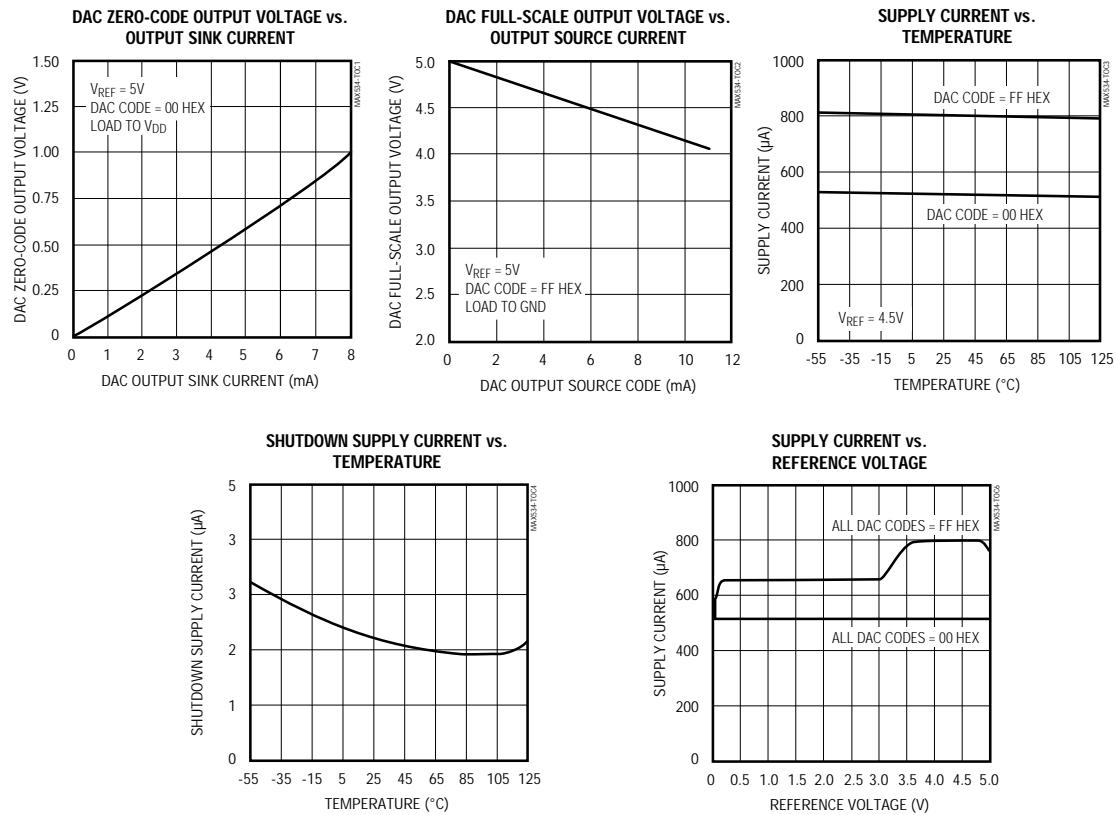 DAC ZERO-CODE OUTPUT VOLTAGE vs.
OUTPUT SINK CURRENT
MAX534-TOC1
DAC ZERO-CODE OUTPUT VOLTAGE (V)
1.50
1.25
1.00
0.75
0.50
0.25
0
VREF = 5V
DAC CODE = 00 HEX
LOAD TO VDD
0 1 2 3 4 5 6 7 8
DAC OUTPUT SINK CURRENT (mA)
DAC FULL-SCALE OUTPUT VOLTAGE vs.
OUTPUT SOURCE CURRENT
MAX534-TOC2
DAC FULL-SCALE OUTPUT VOLTAGE (V)
5.0
4.5
4.0
3.5
3.0
2.5
2.0
VREF = 5V
DAC CODE = FF HEX
LOAD TO GND
0 2 4 6 8 10 12
DAC OUTPUT SOURCE CODE (mA)
SUPPLY CURRENT vs.
TEMPERATURE
MAX534-TOC3
SUPPLY CURRENT (µA)
1000
800
600
400
200
0
DAC CODE = FF HEX
DAC CODE = 00 HEX
VREF = 4.5V
-55 -35 -15 5 25 45 65 85 105 125
TEMPERATURE (°C)
SHUTDOWN SUPPLY CURRENT vs.
TEMPERATURE
MAX534-TOC4
SHUTDOWN SUPPLY CURRENT (µA)
5
3
3
2
1
0
-55 -35 -15 5 25 45 65 85 105 125
TEMPERATURE (°C)
SUPPLY CURRENT vs.
REFERENCE VOLTAGE
MAX534-TOC6
SUPPLY CURRENT (µA)
1000
800
600
400
200
0
ALL DAC CODES = FF HEX
ALL DAC CODES = 00 HEX
0 0.5 1.0 1.5 2.0 2.5 3.0 3.5 4.0 4.5 5.0
REFERENCE VOLTAGE (V)